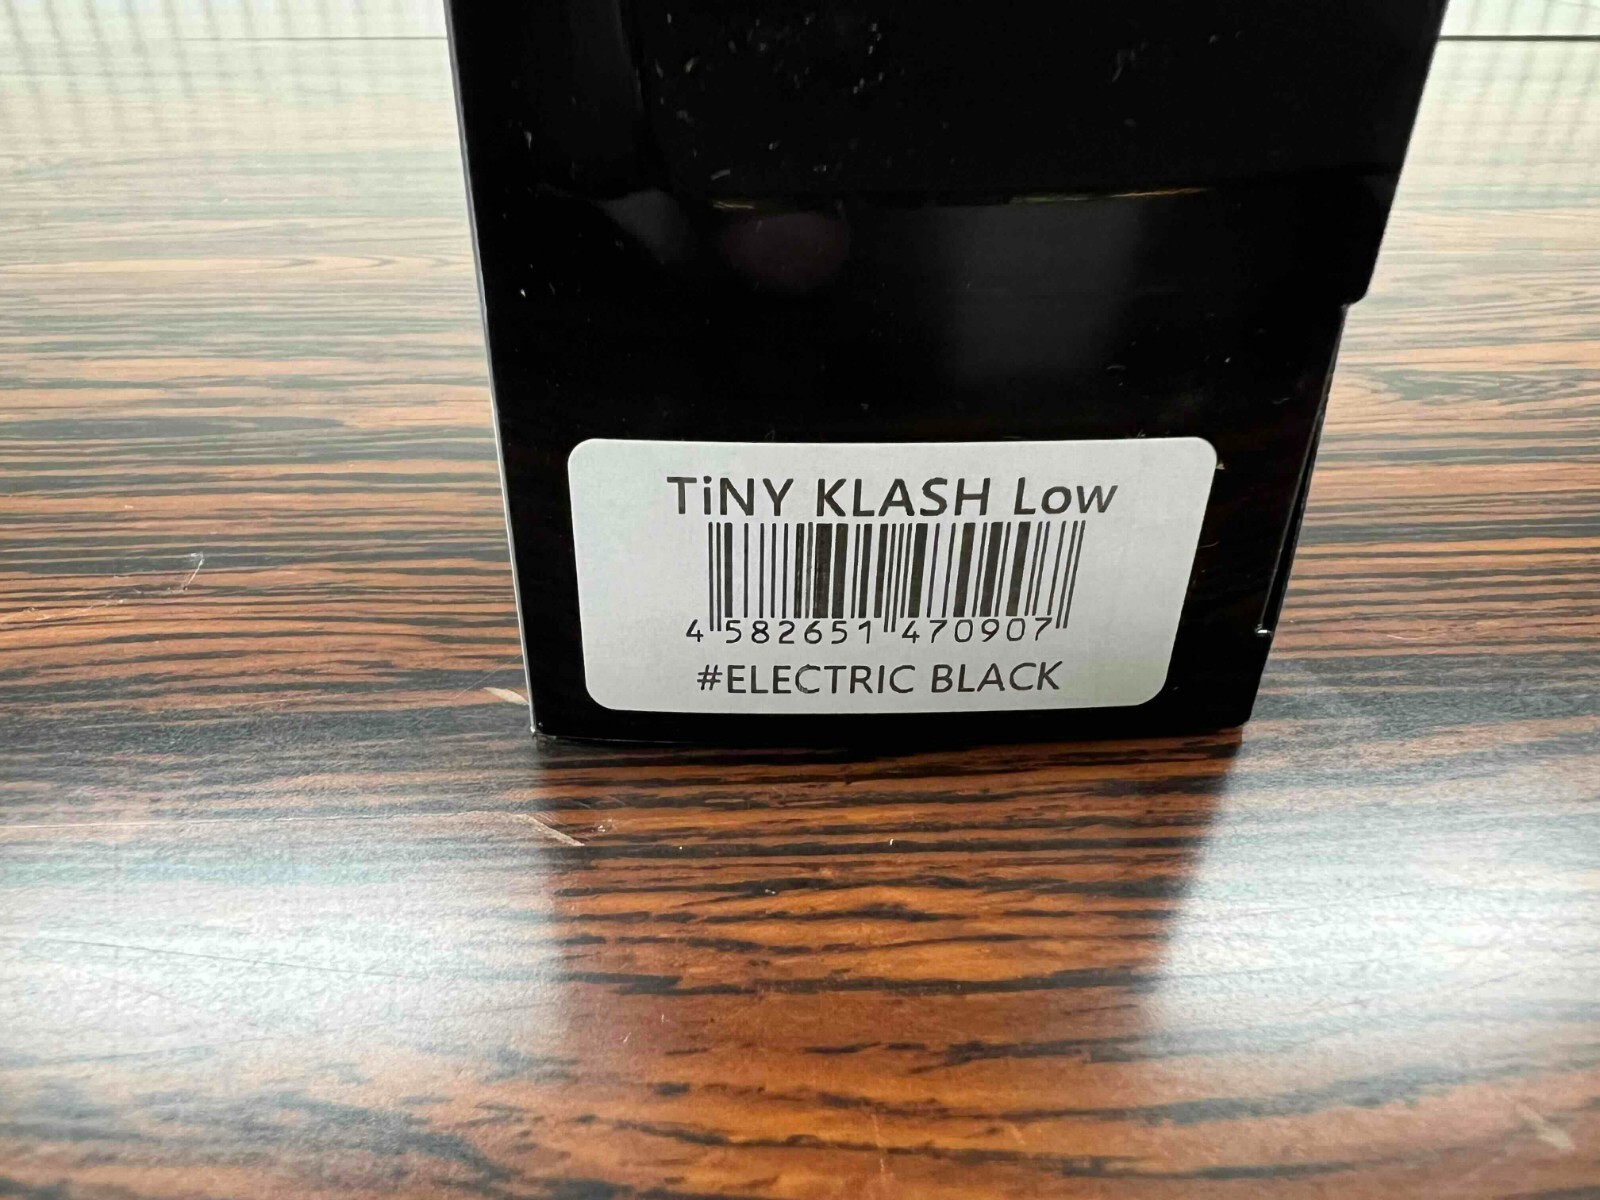 TiNY KLASH Low
4 582651 470907
#ELECTRIC BLACK